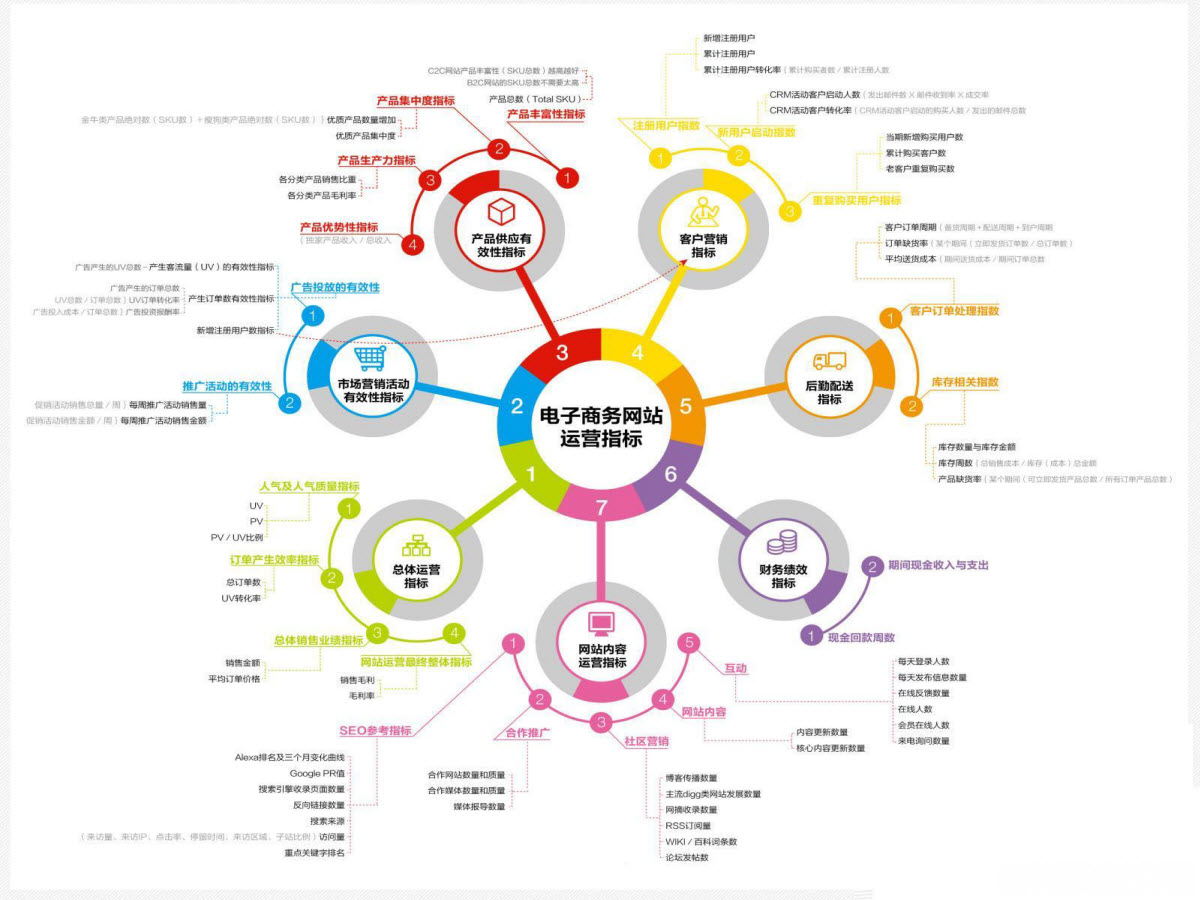 电子商务网站
运营指标
1
2
3
4
5
6
7
总体运营
指标
1
人气及人气质量指标
UV
PV
PV / UV比例
2
订单产生效率指标
总订单数
UV转化率
3
总体销售业绩指标
销售金额
平均订单价格
4
网站运营最终整体指标
销售毛利
毛利率
市场营销活动
有效性指标
1
广告投放的有效性
广告产生的UV总数 - 产生客流量（UV）的有效性指标
广告产生的订单总数
产生订单数有效性指标
UV总数 / 订单总数 } UV订单转化率
广告投入成本 / 订单总数 } 广告投资报酬率
新增注册用户数指标
2
推广活动的有效性
促销活动销售总量 / 周 } 每周推广活动销售量
促销活动销售金额 / 周 } 每周推广活动销售金额
产品供应有
效性指标
1
产品丰富性指标
C2C网站产品丰富性（SKU总数）越高越好
B2C网站的SKU总数不需要太高
产品总数（Total SKU）
2
产品集中度指标
金牛类产品绝对数（SKU总数）+瘦狗类产品绝对数（SKU总数） } 优质产品数量增加
优质产品集中度
3
产品生产力指标
各分类产品销售比重
各分类产品毛利率
4
产品优势性指标
{ 独家产品收入 / 总收入
客户营销
指标
1
注册用户指数
新增注册用户
累计注册用户
累计注册用户转化率 { 累计购买者数 / 累计注册人数
2
新用户启动指数
CRM活动客户启动人数 { 发出邮件数 X 邮件收到率 X 成交率
CRM活动客户转化率 { CRM活动客户启动的购买人数 / 发出的邮件总数
3
重复购买用户指标
当期新增购买用户数
累计购买客户数
老客户重复购买数
后勤配送
指标
1
客户订单处理指数
客户订单周期 { 备货周期 + 配送周期 + 到户周期
订单缺货率 { 某个期间（立即发货订单数 / 总订单数）
平均送货成本 { 期间送货成本 / 期间订单总数
2
库存相关指数
库存数量与库存金额
库存周数 { 总销售成本 / 库存（成本）总金额
产品缺货率 { 某个期间（可立即发货产品总数 / 所有订单产品总数）
财务绩效
指标
2
期间现金收入与支出
1
现金回款周数
网站内容
运营指标
1
SEO参考指标
Alexa排名及三个月变化曲线
Google PR值
搜索引擎收录页面数量
反向链接数量
搜索来源
{ 来访量、来访IP、点击率、停留时间、来访区域、子站比例 } 访问量
重点关键字排名
2
合作推广
合作网站数量和质量
合作媒体数量和质量
媒体报导数量
3
社区营销
博客传播数量
主流digg类网站发展数量
网摘收录数量
RSS订阅量
WIKI / 百科词条数
论坛发帖数
4
网站内容
内容更新数量
核心内容更新数量
5
互动
每天登录人数
每天发布信息数量
在线反馈数量
在线人数
会员在线人数
来电询问数量